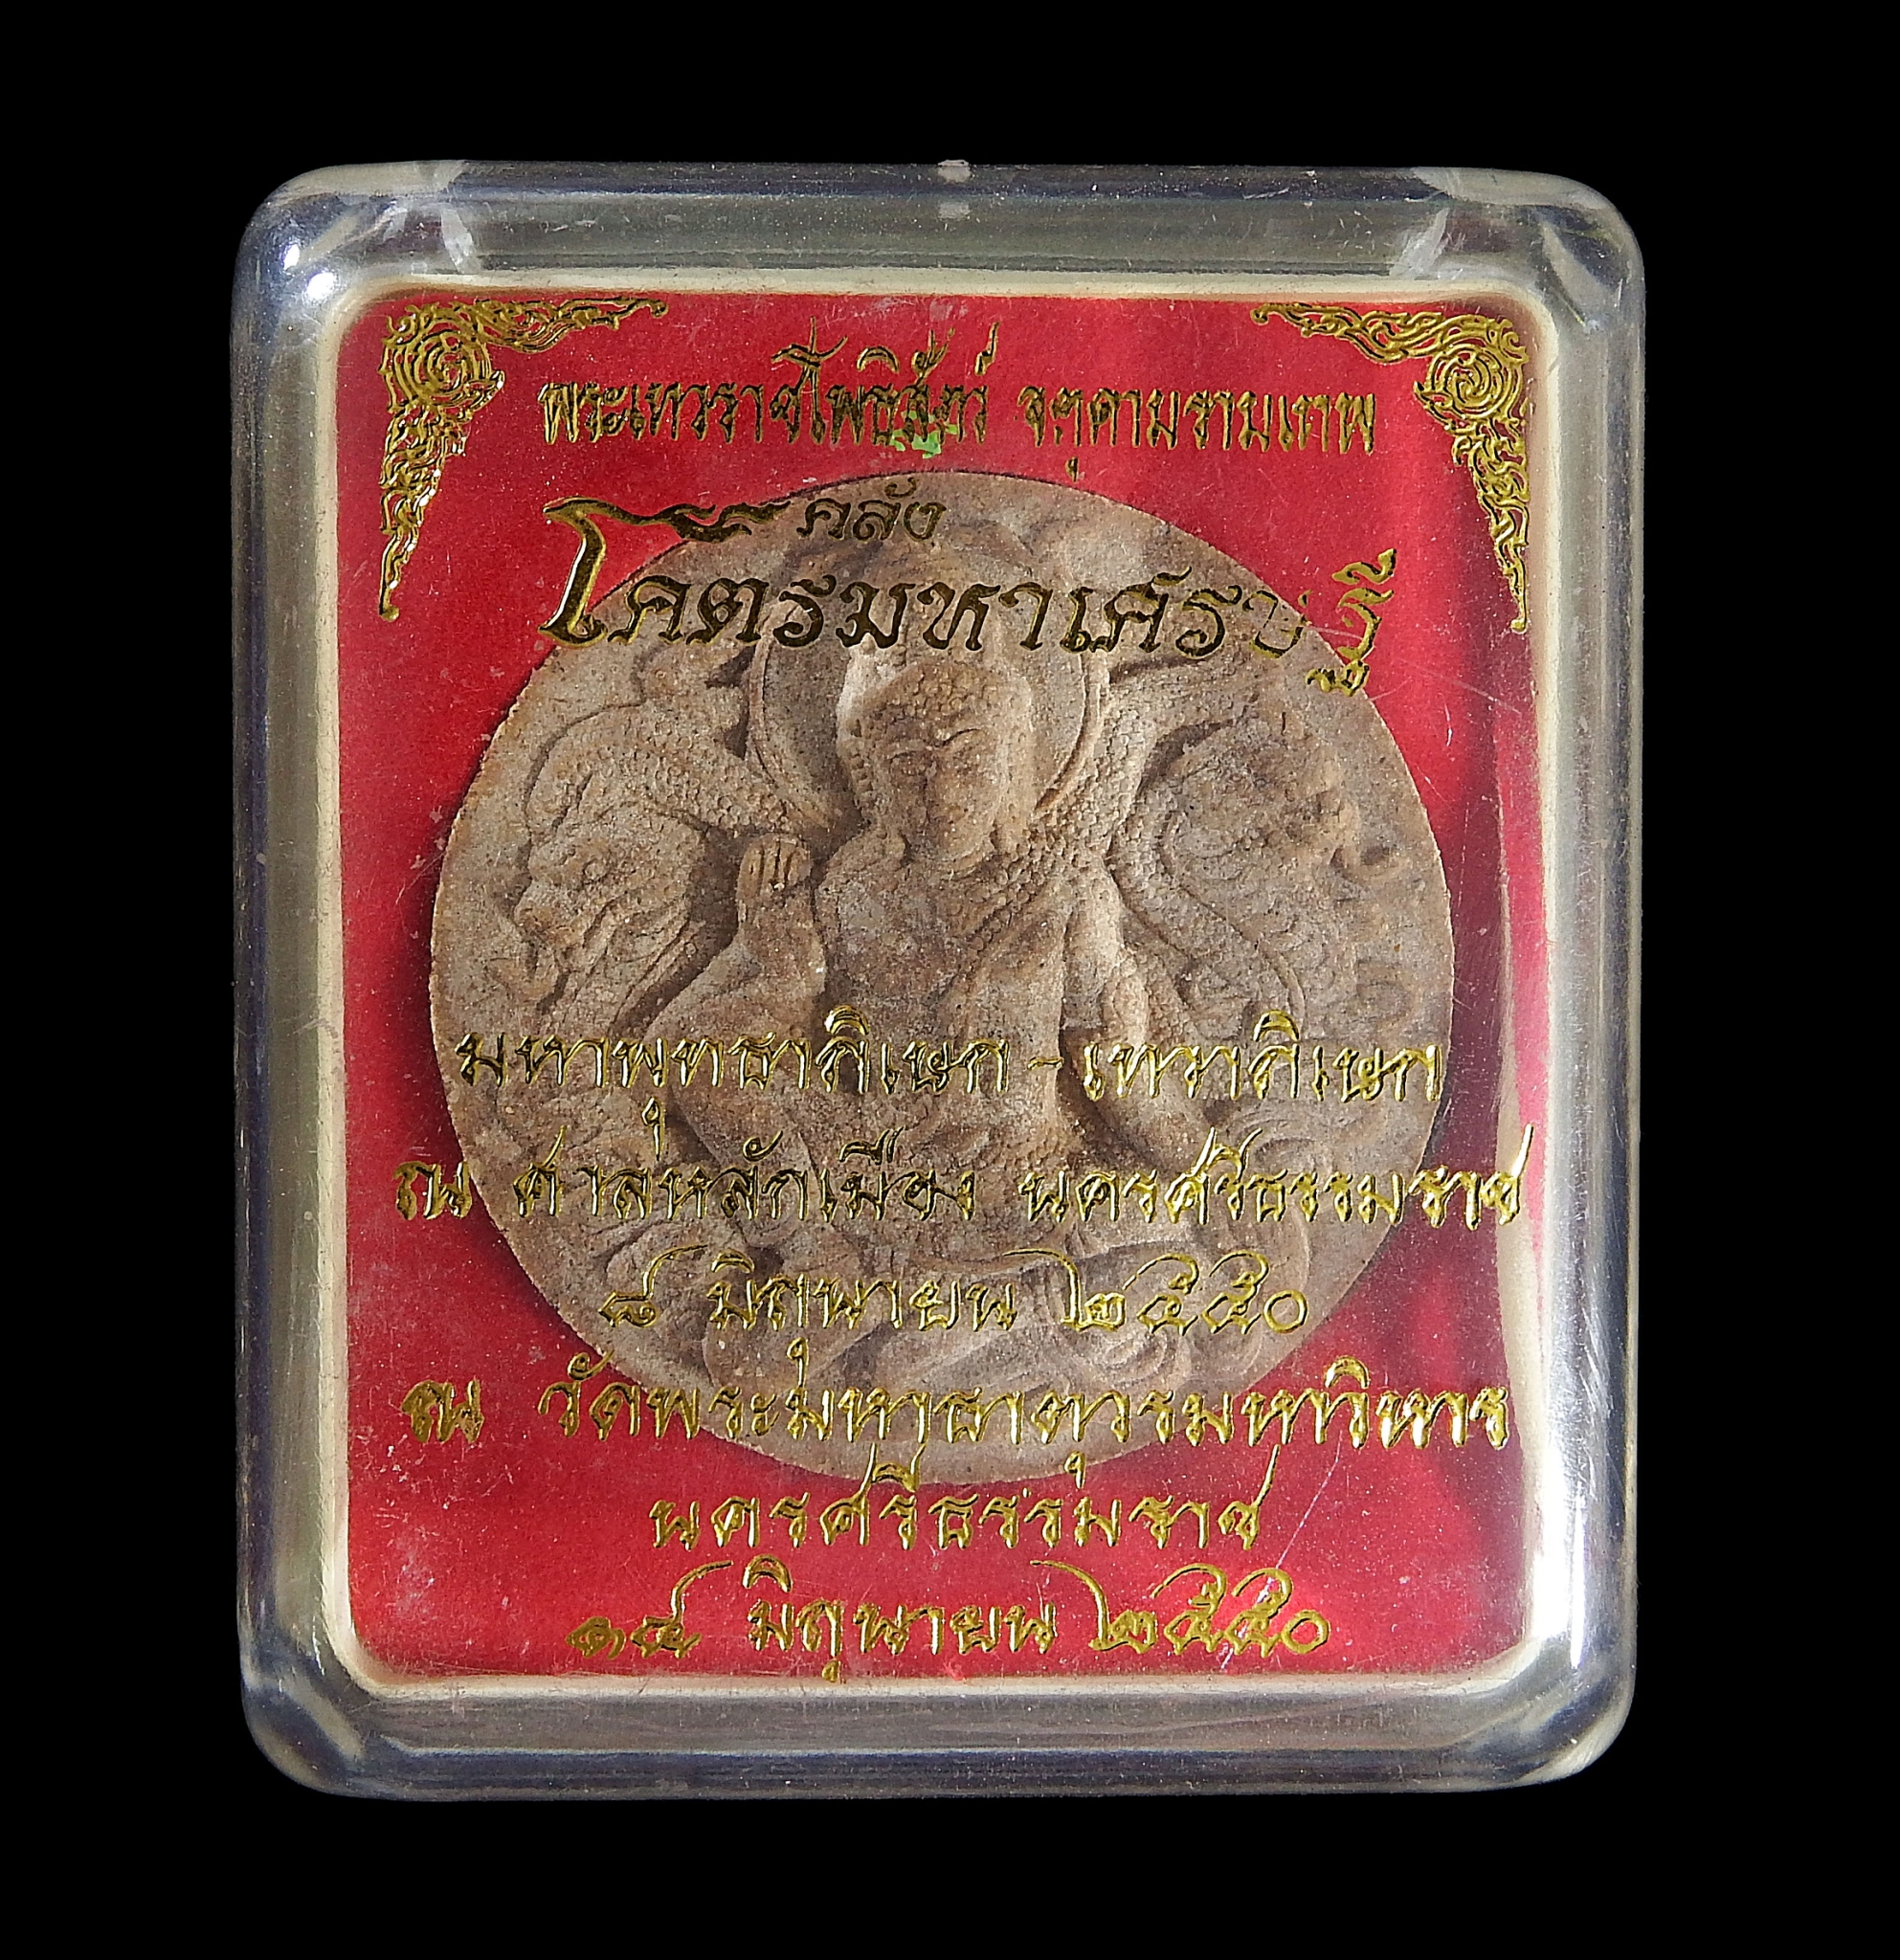 พระเทวราชโพธิสัตว์ จตุคามรามเทพ
คลัง
โคตรมหาเศรษฐี
มหาพุทธาภิเษก - เทวาภิเษก
ณ ศาลหลักเมือง นครศรีธรรมราช
๘ มิถุนายน ๒๕๕๐
ณ วัดพระมหาธาตุวรมหาวิหาร
นครศรีธรรมราช
๑๔ มิถุนายน ๒๕๕๐